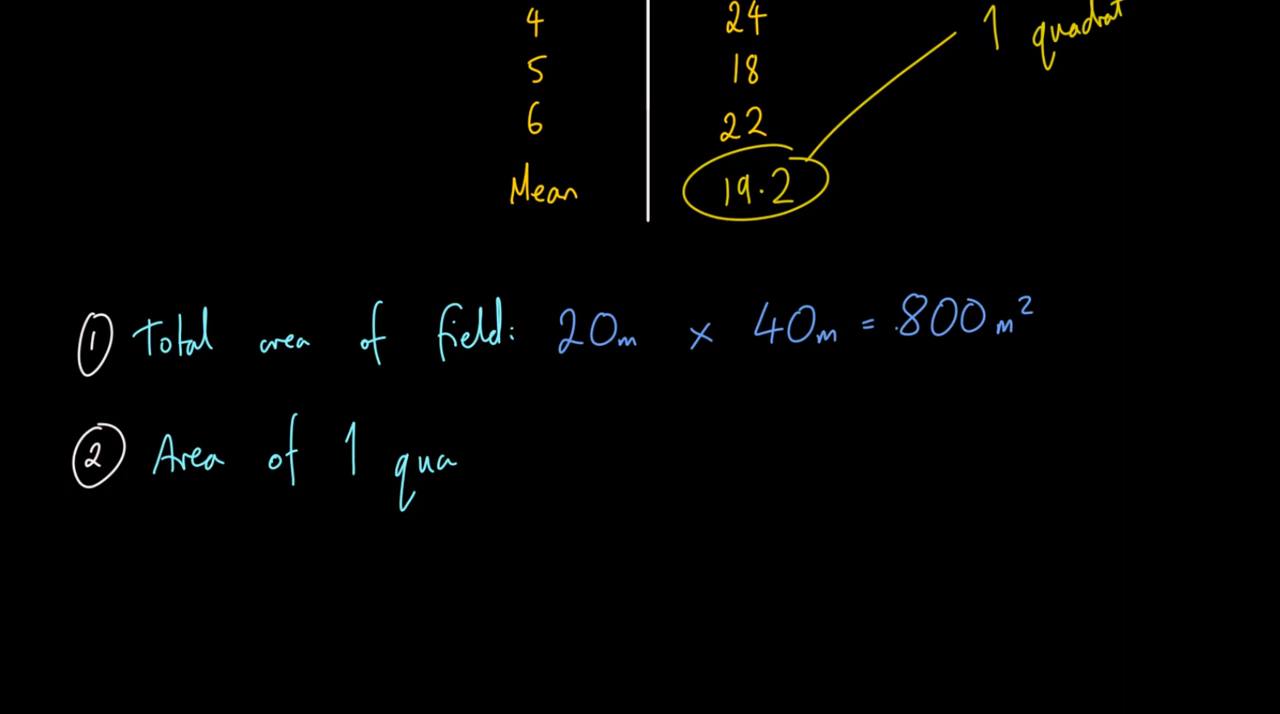 4 24
1 quadrat
5 18
6 22
Mean 19.2
① Total area of field: 20m × 40m = 800m²
② Area of 1 qua